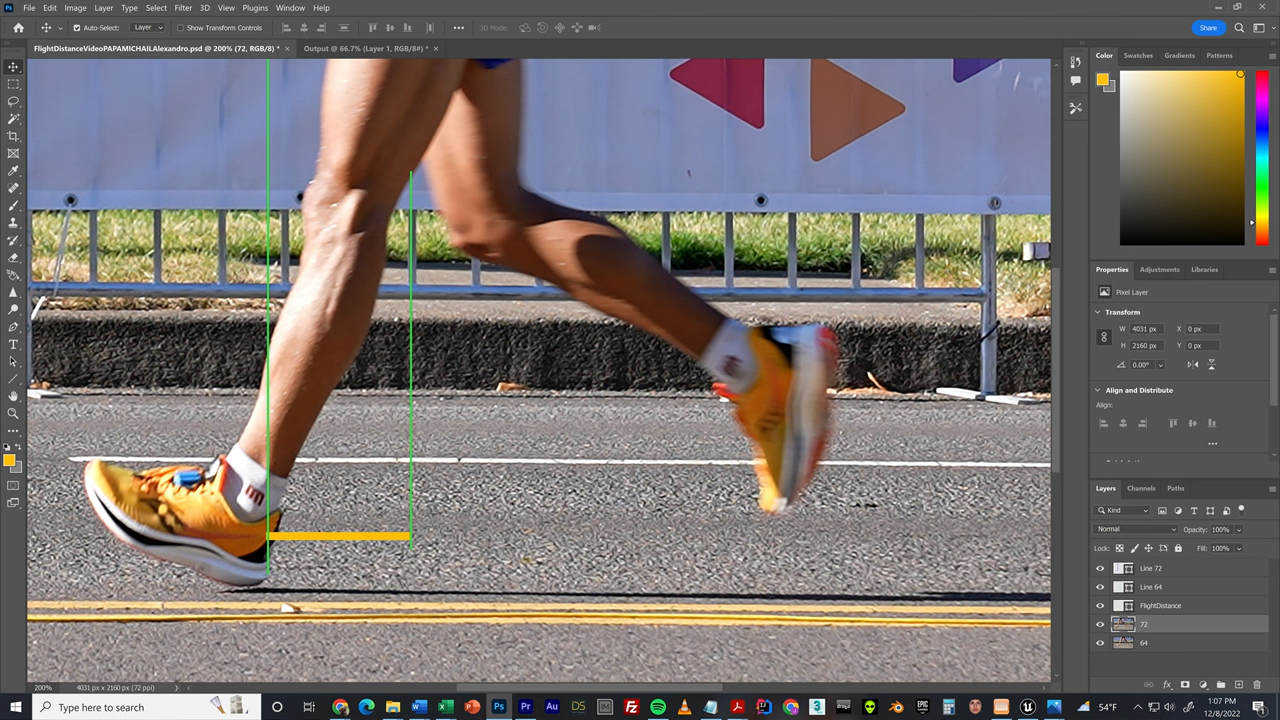 File Edit Image Layer Type Select Filter 3D View Plugins Window Help
Auto-Select: Layer Show Transform Controls 3D Mode: Share
FlightDistanceVideoPAPAMICHAILAlexandro.psd @ 200% (72, RGB/8) * × Output @ 66.7% (Layer 1, RGB/8#) * ×
Color Swatches Gradients Patterns
Properties Adjustments Libraries
Pixel Layer
Transform
W 4031 px X 0 px
H 2160 px Y 0 px
0.00°
Align and Distribute
Align:
Layers Channels Paths
Kind
Normal Opacity: 100%
Lock: Fill: 100%
Line 72
Line 64
FlightDistance
72
64
200% 4031 px x 2160 px (72 ppi)
Type here to search
54°F
1:07 PM
12/8/2022